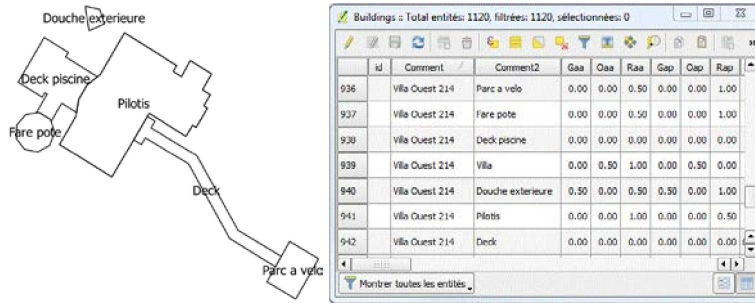 Douche exterieure
Deck piscine
Pilotis
Fare pote
Deck
Parc a velo
Buildings :: Total entités: 1120, filtrées: 1120, sélectionnées: 0
id Comment Comment2 Gaa Oaa Raa Gap Oap Rap
936 Villa Ouest 214 Parc a velo 0.00 0.00 0.50 0.00 0.00 1.00
937 Villa Ouest 214 Fare pote 0.00 0.00 0.50 0.00 0.00 1.00
938 Villa Ouest 214 Deck piscine 0.00 0.00 0.00 0.00 0.00 0.00
939 Villa Ouest 214 Villa 0.00 0.50 1.00 0.00 0.50 0.00
940 Villa Ouest 214 Douche exterieure 0.50 0.00 0.50 0.50 0.00 1.00
941 Villa Ouest 214 Pilotis 0.00 0.00 1.00 0.00 0.00 0.50
942 Villa Ouest 214 Deck 0.00 0.00 0.00 0.00 0.00 0.00
Montrer toutes les entités